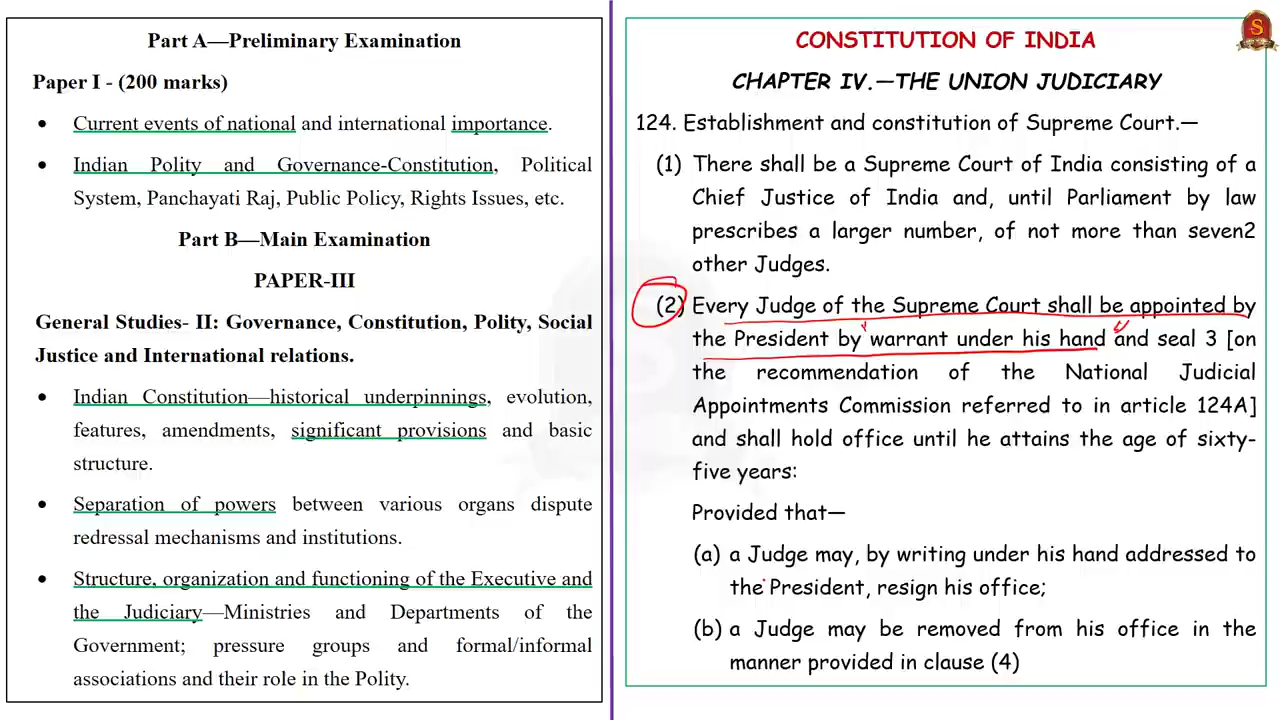 Part A—Preliminary Examination
Paper I - (200 marks)
• Current events of national and international importance.
• Indian Polity and Governance-Constitution, Political
System, Panchayati Raj, Public Policy, Rights Issues, etc.
Part B—Main Examination
PAPER-III
General Studies- II: Governance, Constitution, Polity, Social
Justice and International relations.
• Indian Constitution—historical underpinnings, evolution,
features, amendments, significant provisions and basic
structure.
• Separation of powers between various organs dispute
redressal mechanisms and institutions.
• Structure, organization and functioning of the Executive and
the Judiciary—Ministries and Departments of the
Government; pressure groups and formal/informal
associations and their role in the Polity.
CONSTITUTION OF INDIA
CHAPTER IV.—THE UNION JUDICIARY
124. Establishment and constitution of Supreme Court.—
(1) There shall be a Supreme Court of India consisting of a
Chief Justice of India and, until Parliament by law
prescribes a larger number, of not more than seven2
other Judges.
(2) Every Judge of the Supreme Court shall be appointed by
the President by warrant under his hand and seal 3 [on
the recommendation of the National Judicial
Appointments Commission referred to in article 124A]
and shall hold office until he attains the age of sixty-
five years:
Provided that—
(a) a Judge may, by writing under his hand addressed to
the President, resign his office;
(b) a Judge may be removed from his office in the
manner provided in clause (4)
S